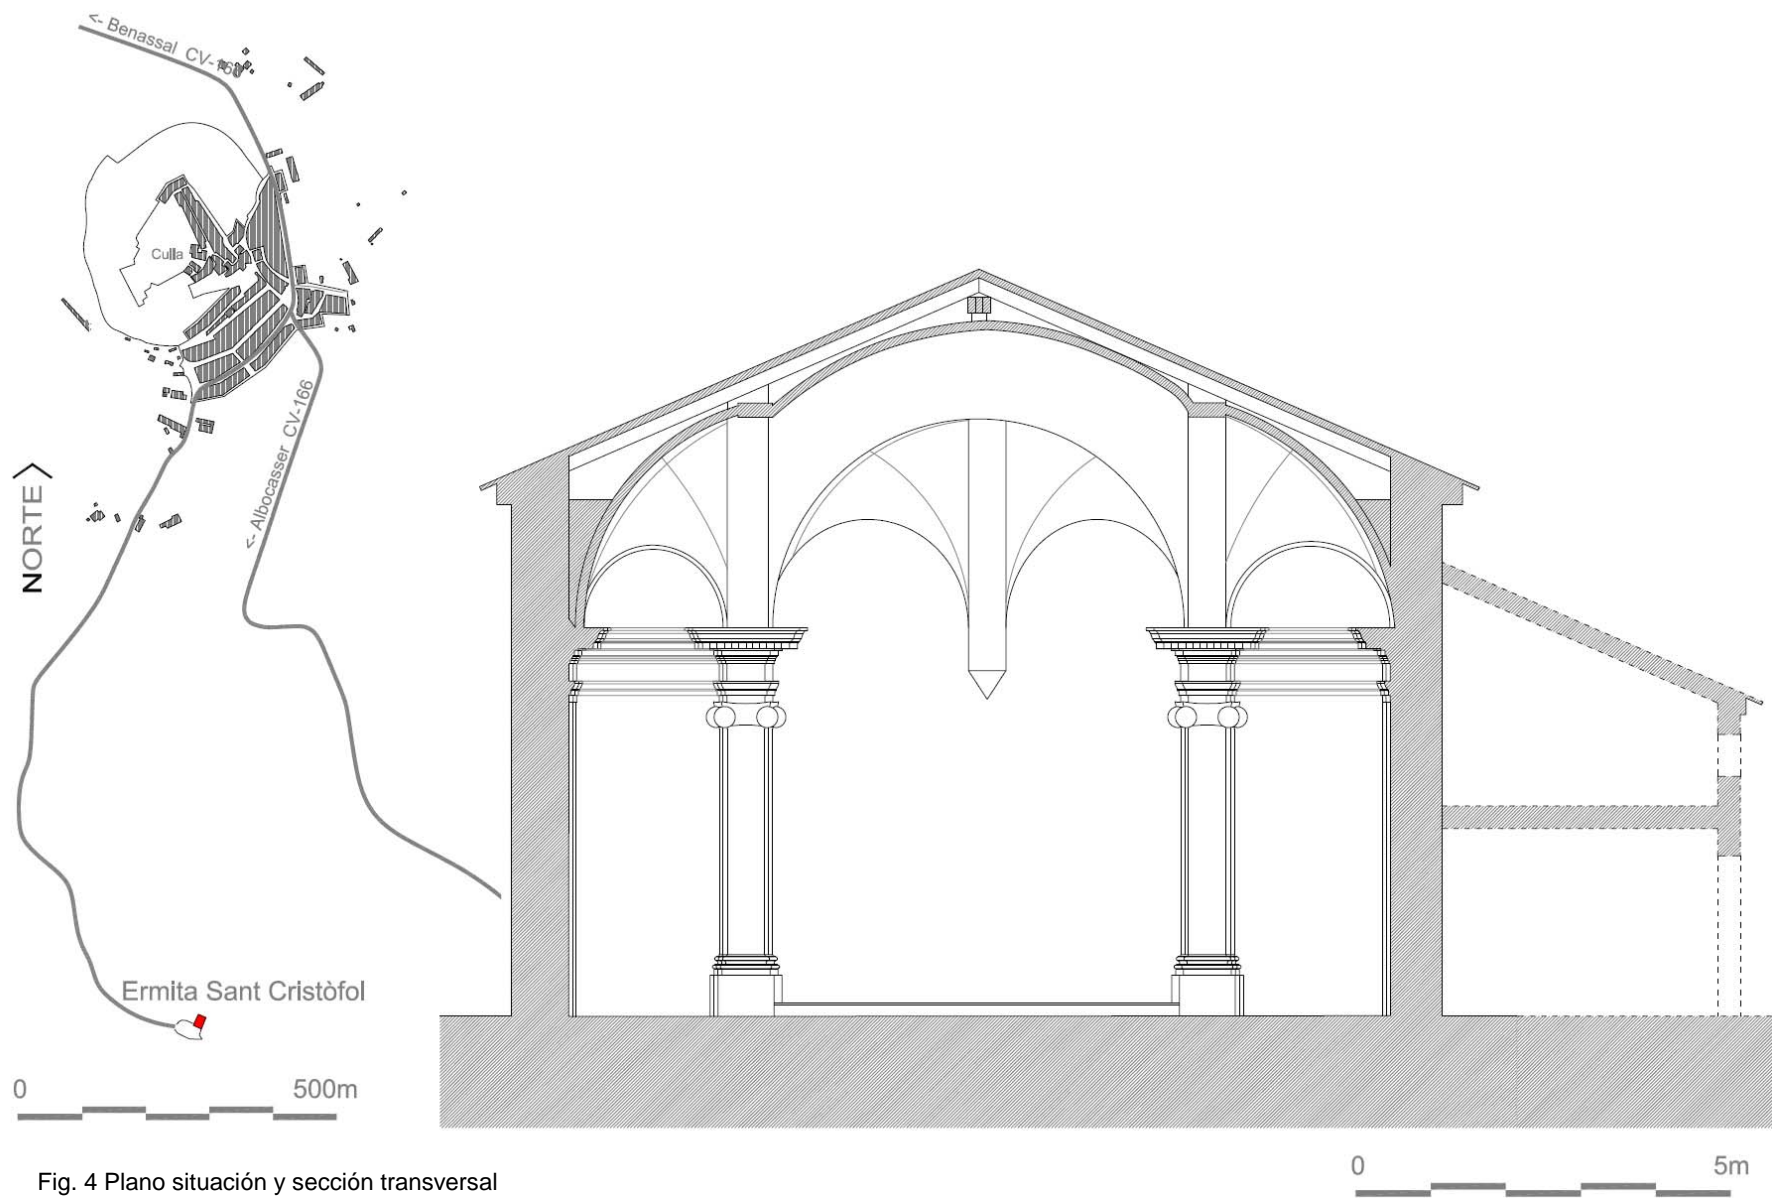 <- Benassal CV-166
Culla
<- Albocasser CV-166
NORTE
Ermita Sant Cristòfol
0 500m
0 5m
Fig. 4 Plano situación y sección transversal